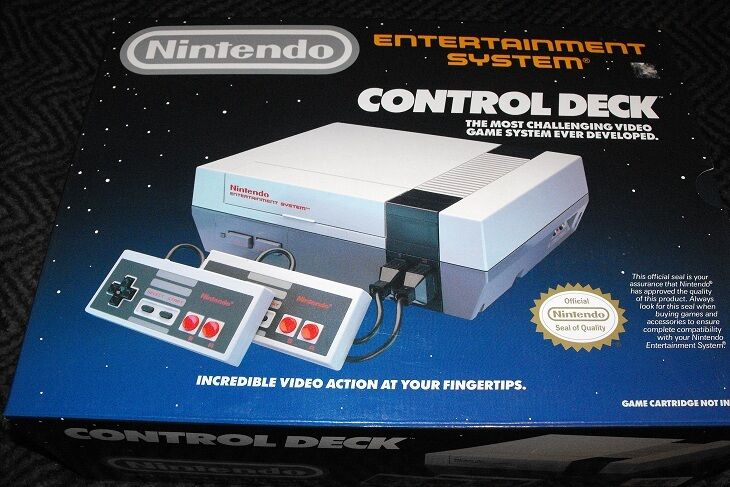 Nintendo
ENTERTAINMENT
SYSTEM®
CONTROL DECK™
THE MOST CHALLENGING VIDEO
GAME SYSTEM EVER DEVELOPED.
Nintendo
ENTERTAINMENT SYSTEM™
Nintendo®
Nintendo®
This official seal is your
assurance that Nintendo®
has approved the quality
of this product. Always
look for this seal when
buying games and
accessories to ensure
complete compatibility
with your Nintendo
Entertainment System®
Official
Nintendo
Seal of Quality
INCREDIBLE VIDEO ACTION AT YOUR FINGERTIPS.
GAME CARTRIDGE NOT IN
CONTROL DECK™
Nintendo